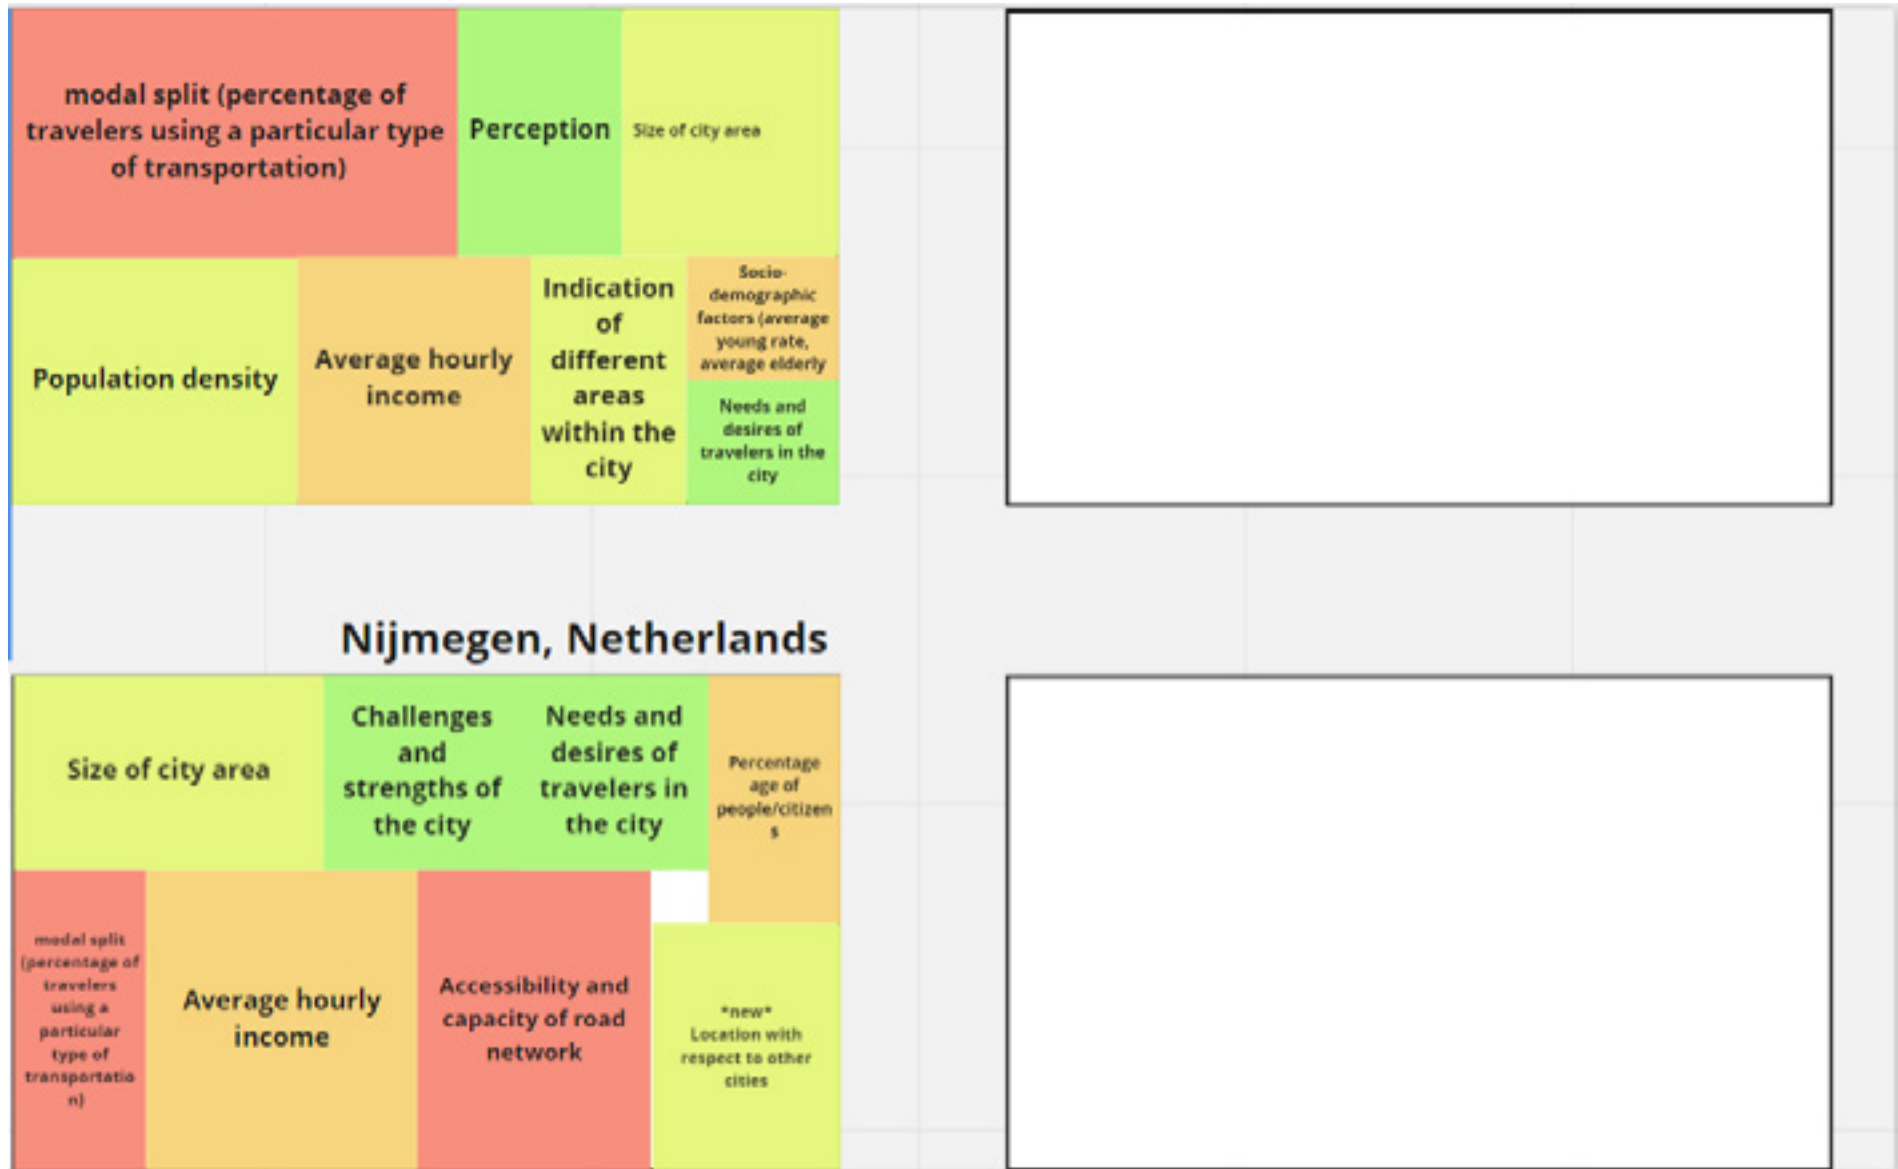 modal split (percentage of
travelers using a particular type
of transportation)
Perception
Size of city area
Population density
Average hourly
income
Indication
of
different
areas
within the
city
Socio-
demographic
factors (average
young rate,
average elderly
Needs and
desires of
travelers in the
city
Nijmegen, Netherlands
Size of city area
Challenges
and
strengths of
the city
Needs and
desires of
travelers in
the city
Percentage
age of
people/citizen
s
modal split
(percentage of
travelers
using a
particular
type of
transportatio
n)
Average hourly
income
Accessibility and
capacity of road
network
*new*
Location with
respect to other
cities